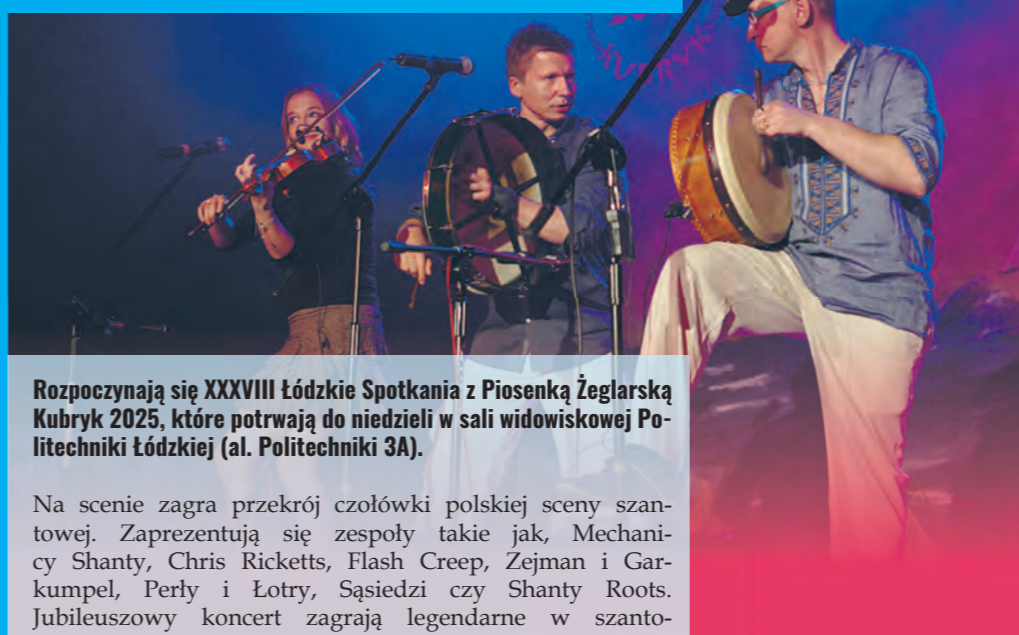 KUBRYK
Rozpoczynają się XXXVIII Łódzkie Spotkania z Piosenką Żeglarską
Kubryk 2025, które potrwają do niedzieli w sali widowiskowej Po-
litechniki Łódzkiej (al. Politechniki 3A).
Na scenie zagra przekrój czołówki polskiej sceny szan-
towej. Zaprezentują się zespoły takie jak, Mechani-
cy Shanty, Chris Ricketts, Flash Creep, Zejman i Gar-
kumpel, Perły i Łotry, Sąsiedzi czy Shanty Roots.
Jubileuszowy koncert zagrają legendarne w szanto-